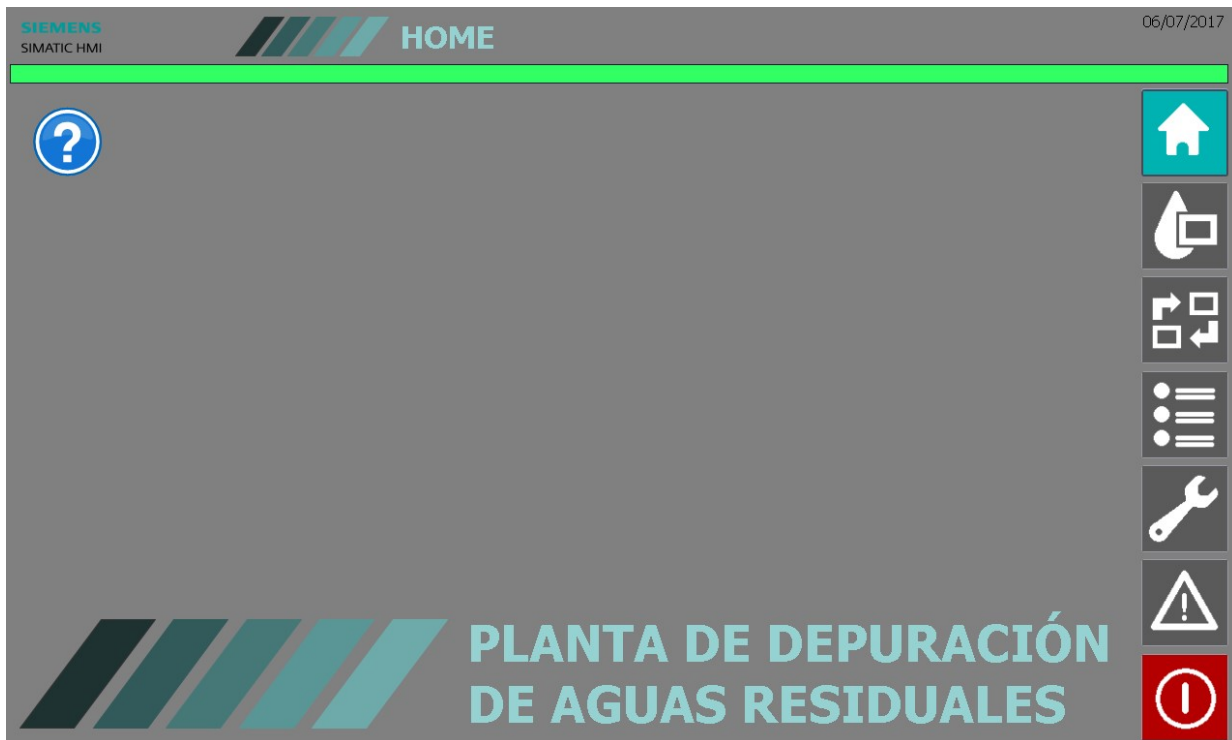 SIEMENS
SIMATIC HMI
HOME
06/07/2017
PLANTA DE DEPURACIÓN
DE AGUAS RESIDUALES